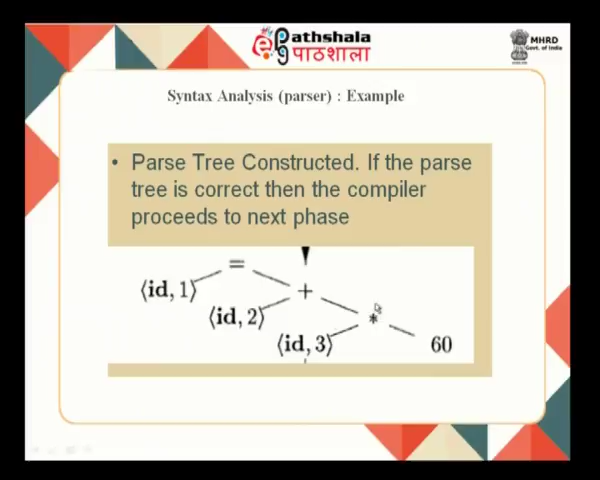 epathshala
पाठशाला
MHRD
Govt. of India
Syntax Analysis (parser) : Example
• Parse Tree Constructed. If the parse
tree is correct then the compiler
proceeds to next phase
=
⟨id, 1⟩
+
⟨id, 2⟩
*
⟨id, 3⟩
60